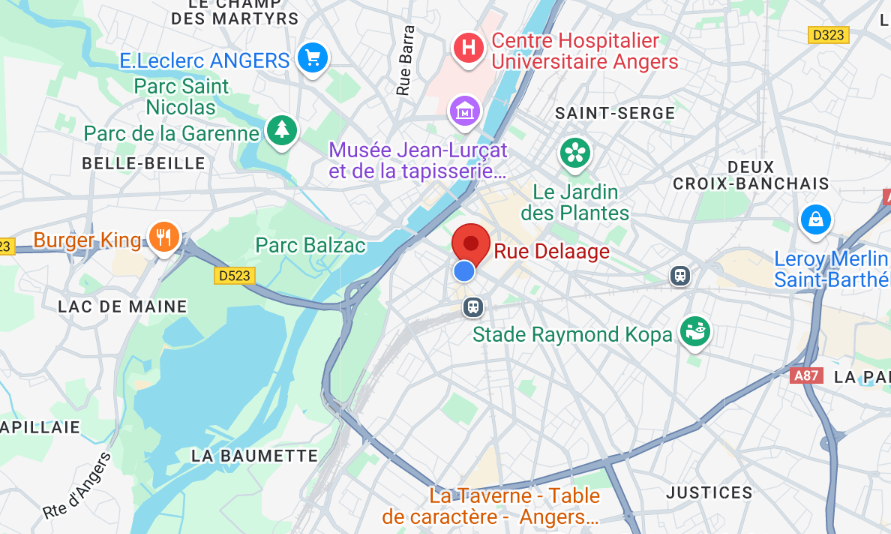 LE CHAMP
DES MARTYRS
Rue Barra
D323
Centre Hospitalier
Universitaire Angers
E.Leclerc ANGERS
Parc Saint
Nicolas
SAINT-SERGE
Parc de la Garenne
Musée Jean-Lurçat
et de la tapisserie...
BELLE-BEILLE
DEUX
CROIX-BANCHAIS
Le Jardin
des Plantes
Burger King
23
Parc Balzac
Rue Delaage
D523
Leroy Merlin
Saint-Barthé
LAC DE MAINE
Stade Raymond Kopa
A87
LA PA
APILLAIE
LA BAUMETTE
Rte d'Angers
La Taverne - Table
de caractère - Angers...
JUSTICES